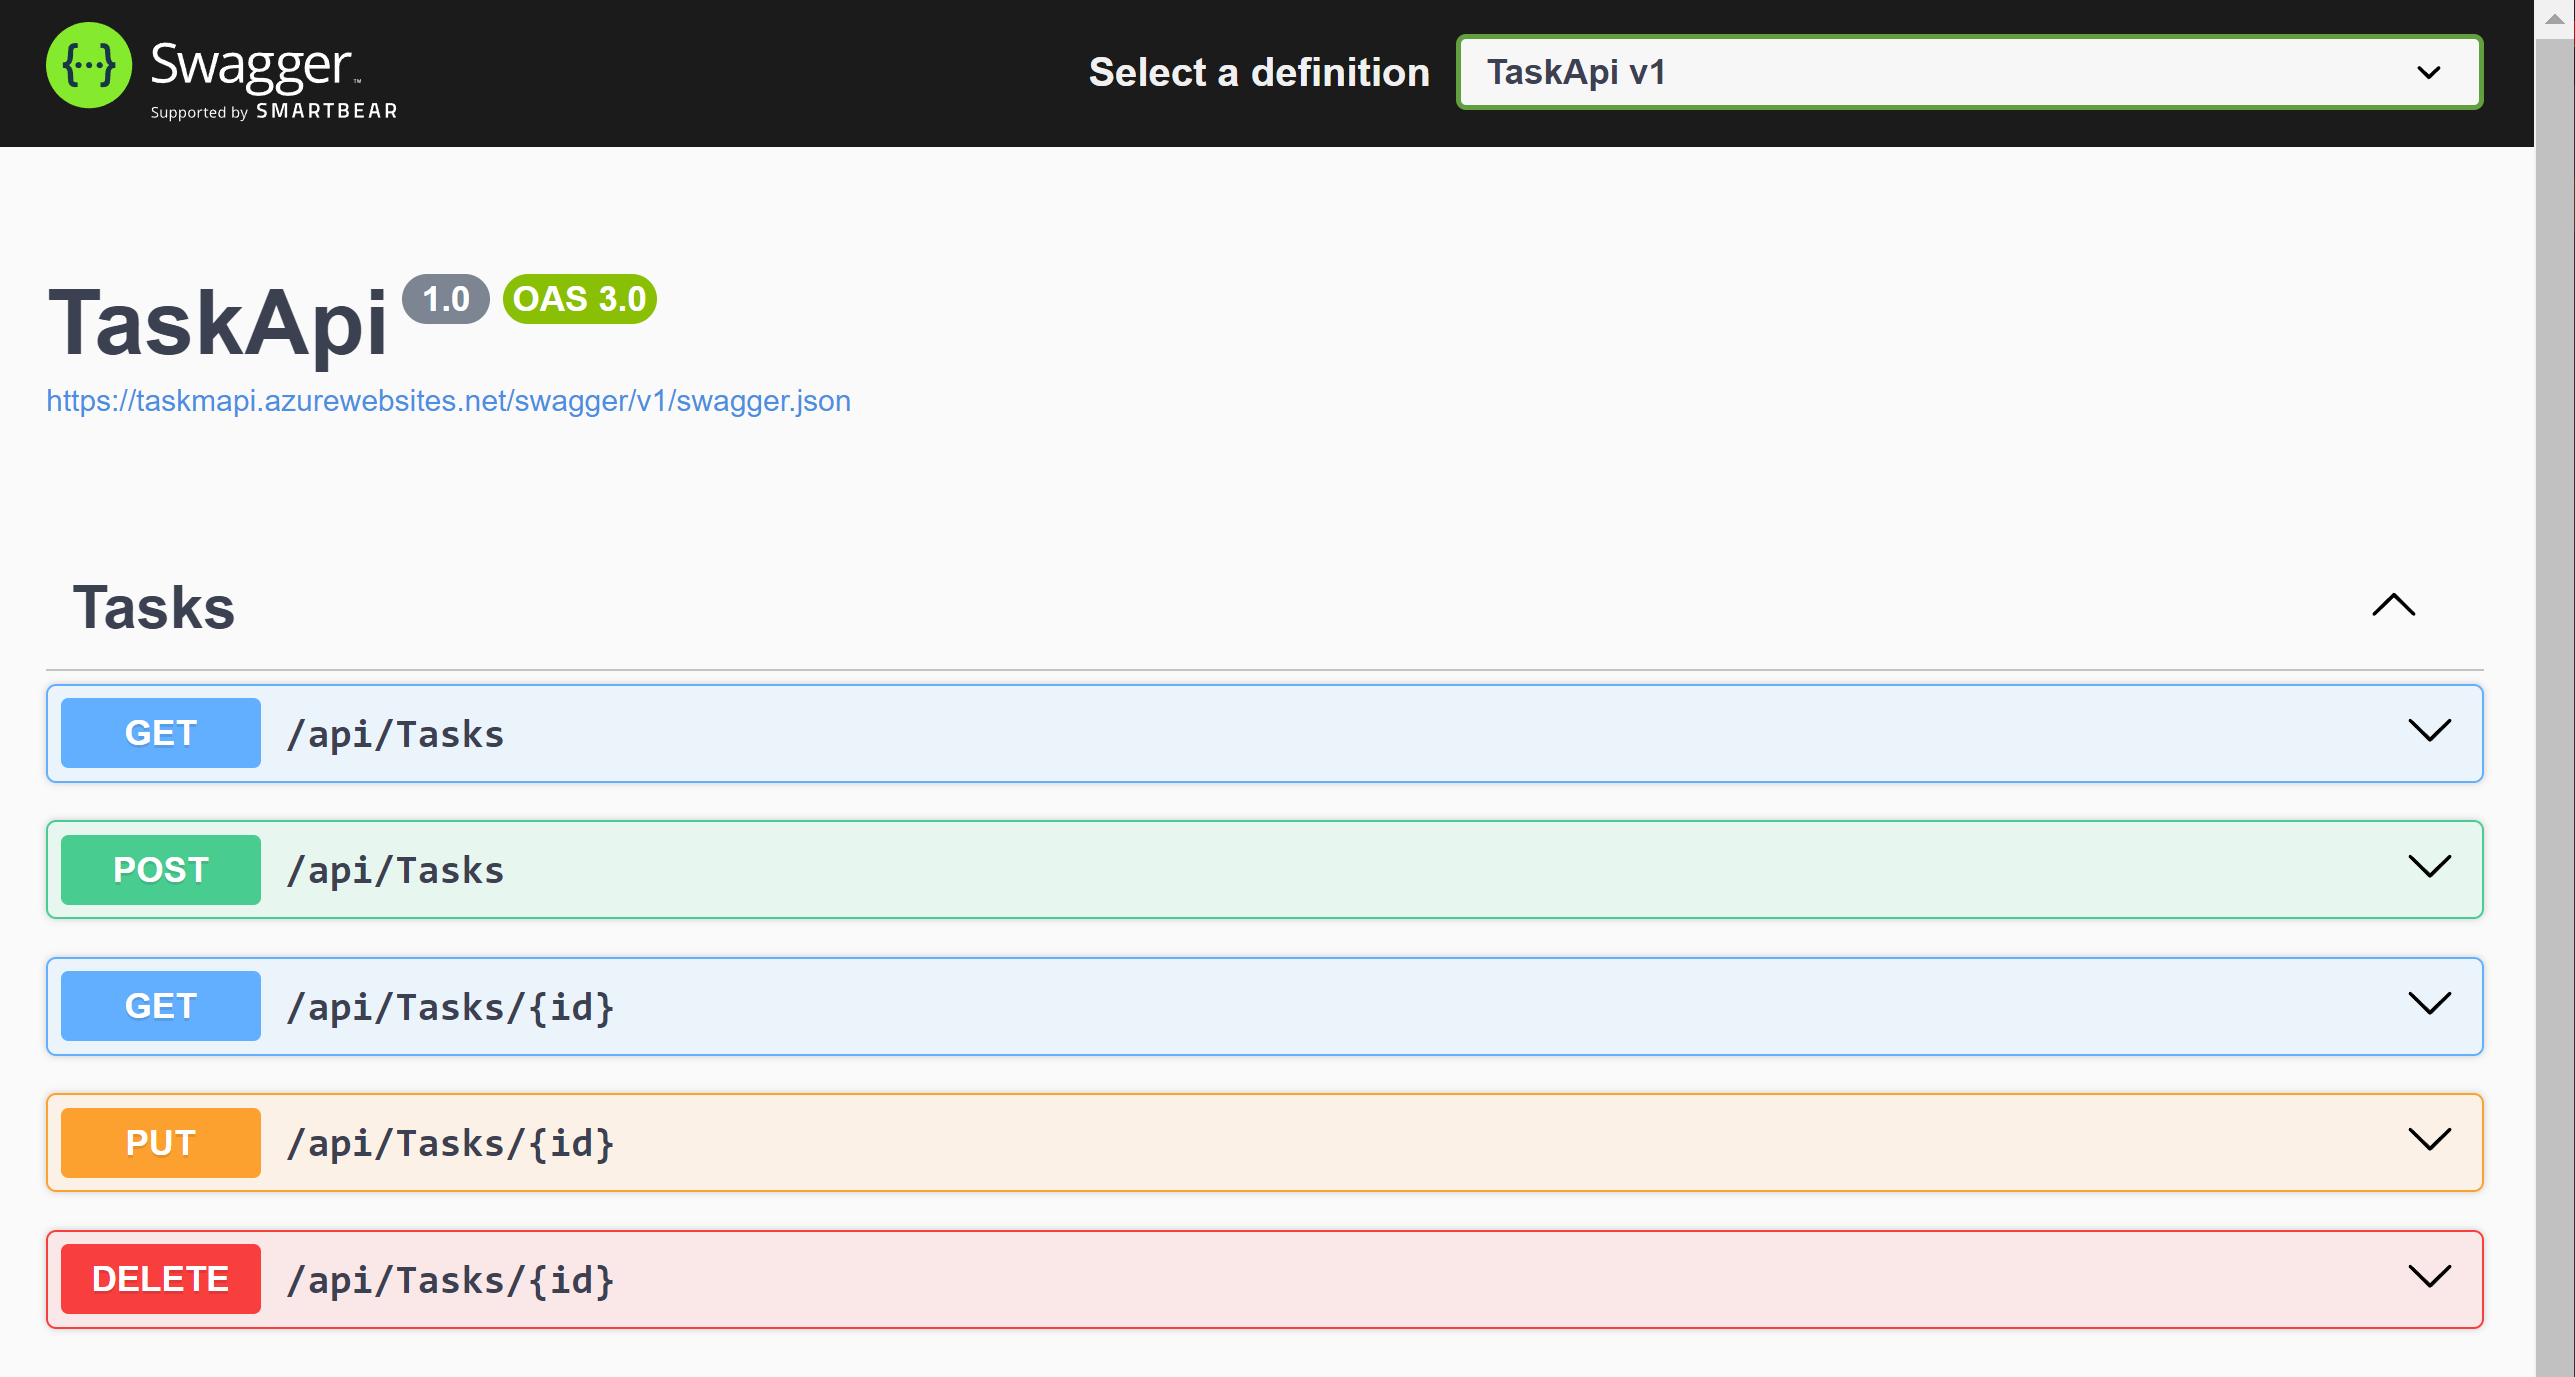 {···} Swagger™
Supported by SMARTBEAR
Select a definition
TaskApi v1
TaskApi 1.0 OAS 3.0
https://taskmapi.azurewebsites.net/swagger/v1/swagger.json
Tasks
GET /api/Tasks
POST /api/Tasks
GET /api/Tasks/{id}
PUT /api/Tasks/{id}
DELETE /api/Tasks/{id}